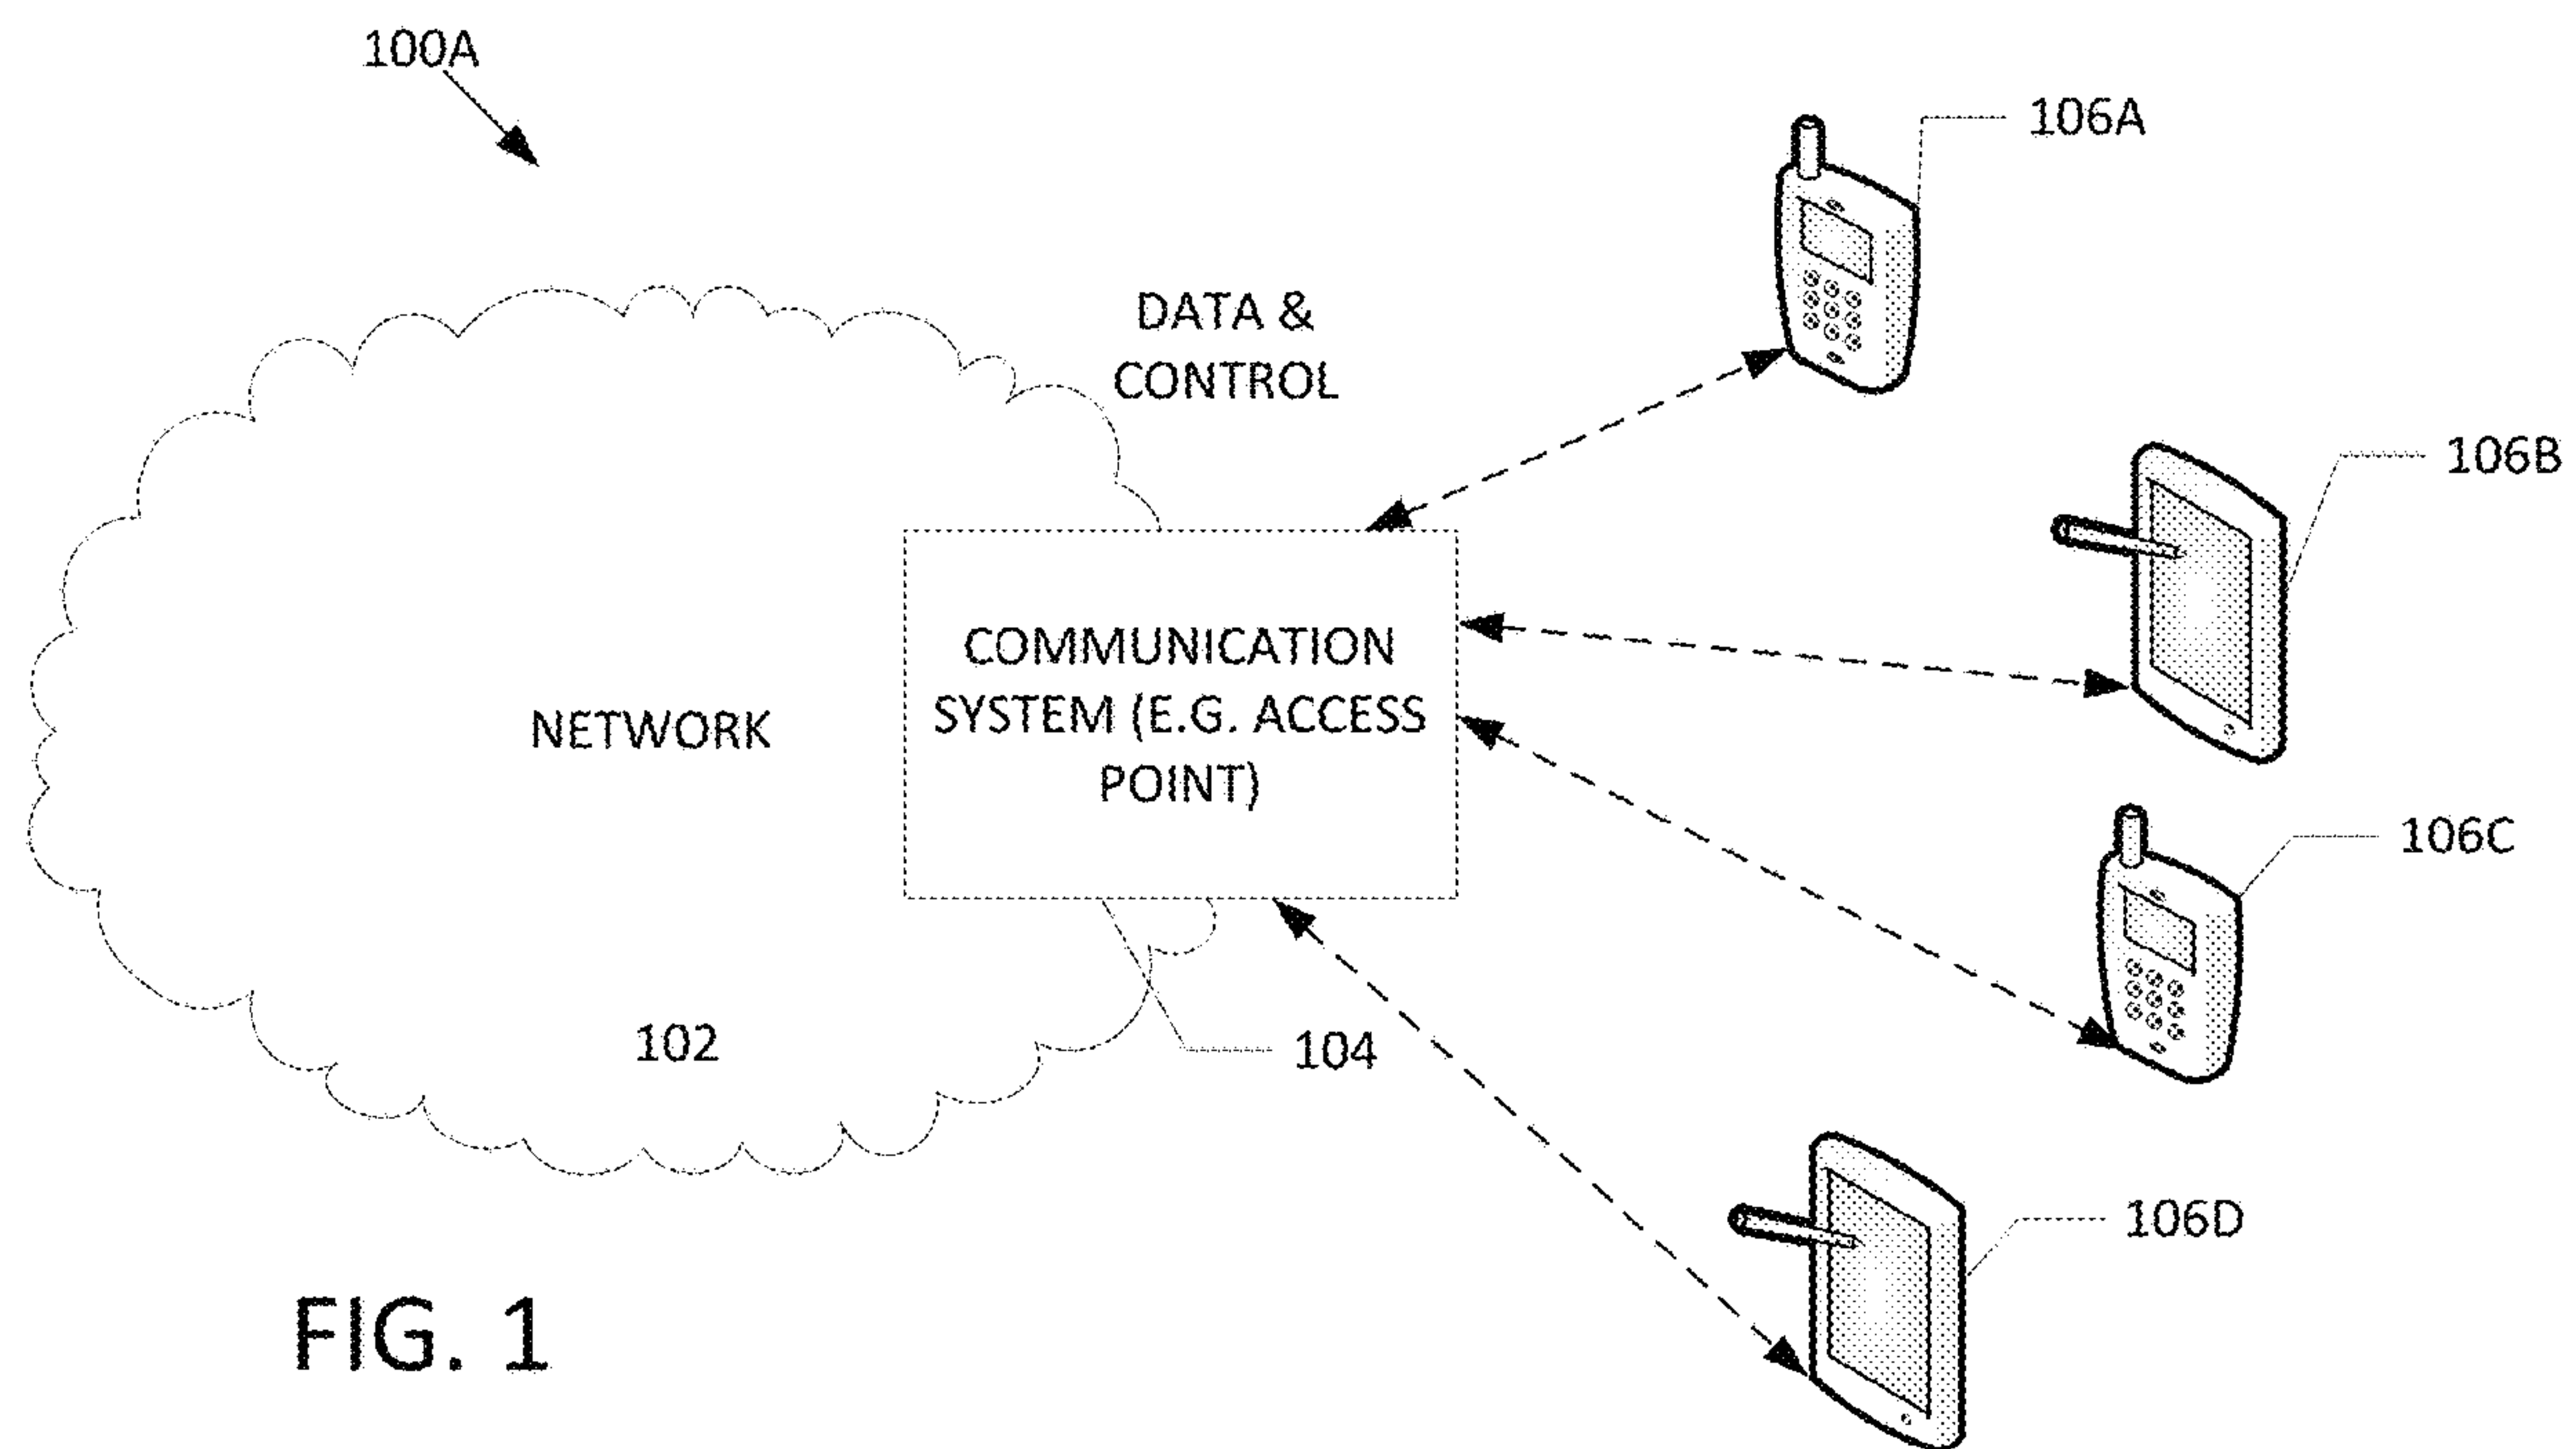 100A
106A
DATA &
CONTROL
106B
COMMUNICATION
SYSTEM (E.G. ACCESS
POINT)
NETWORK
106C
102
104
106D
FIG. 1